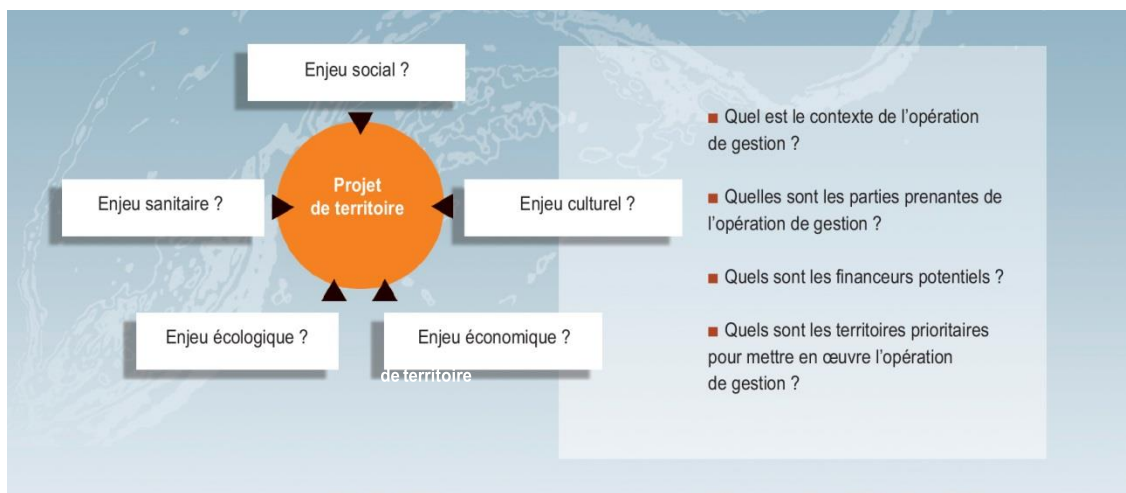 Enjeu social ?
Projet
de territoire
Enjeu sanitaire ?
Enjeu culturel ?
Enjeu écologique ?
Enjeu économique ?
de territoire
■ Quel est le contexte de l’opération
de gestion ?
■ Quelles sont les parties prenantes de
l’opération de gestion ?
■ Quels sont les financeurs potentiels ?
■ Quels sont les territoires prioritaires
pour mettre en œuvre l’opération
de gestion ?